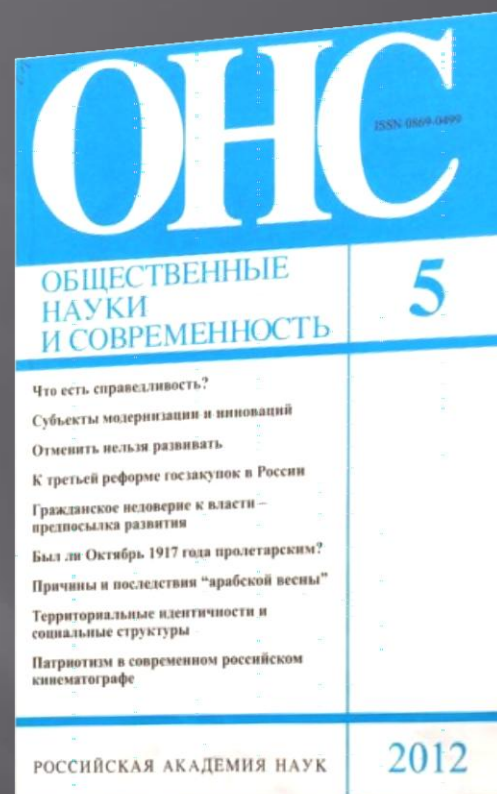 ОНС
ISSN 0869-0499
ОБЩЕСТВЕННЫЕ
НАУКИ
И СОВРЕМЕННОСТЬ
5
Что есть справедливость?
Субъекты модернизации и инноваций
Отменить нельзя развивать
К третьей реформе госзакупок в России
Гражданское недоверие к власти –
предпосылка развития
Был ли Октябрь 1917 года пролетарским?
Причины и последствия "арабской весны"
Территориальные идентичности и
социальные структуры
Патриотизм в современном российском
кинематографе
РОССИЙСКАЯ АКАДЕМИЯ НАУК
2012